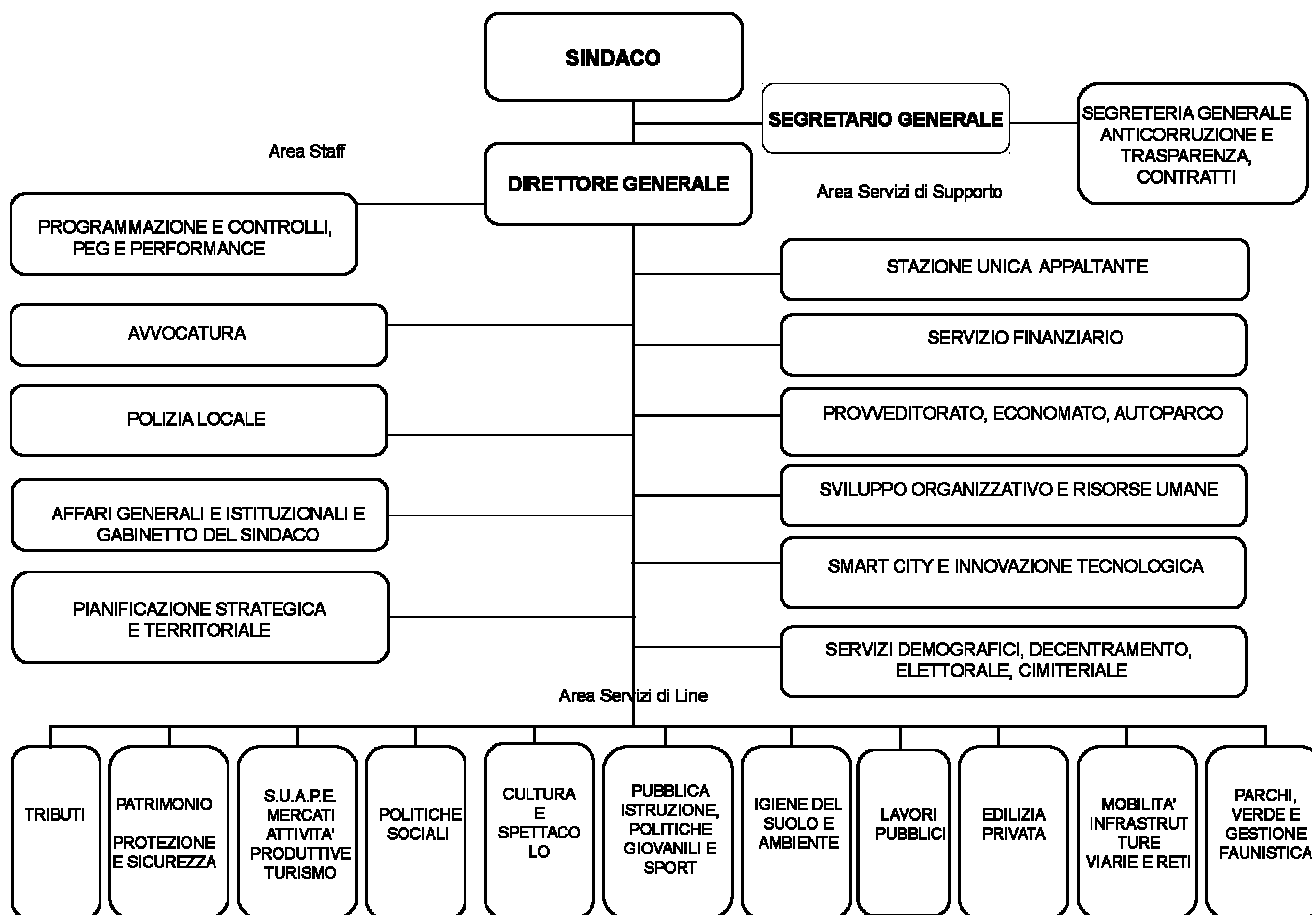 SINDACO
SEGRETARIO GENERALE
SEGRETERIA GENERALE
ANTICORRUZIONE E
TRASPARENZA,
CONTRATTI
Area Staff
DIRETTORE GENERALE
Area Servizi di Supporto
PROGRAMMAZIONE E CONTROLLI,
PEG E PERFORMANCE
STAZIONE UNICA APPALTANTE
AVVOCATURA
SERVIZIO FINANZIARIO
POLIZIA LOCALE
PROVVEDITORATO, ECONOMATO, AUTOPARCO
AFFARI GENERALI E ISTITUZIONALI E
GABINETTO DEL SINDACO
SVILUPPO ORGANIZZATIVO E RISORSE UMANE
SMART CITY E INNOVAZIONE TECNOLOGICA
PIANIFICAZIONE STRATEGICA
E TERRITORIALE
SERVIZI DEMOGRAFICI, DECENTRAMENTO,
ELETTORALE, CIMITERIALE
Area Servizi di Line
TRIBUTI
PATRIMONIO
PROTEZIONE
E SICUREZZA
S.U.A.P.E.
MERCATI
ATTIVITA'
PRODUTTIVE
TURISMO
POLITICHE
SOCIALI
CULTURA
E
SPETTACO
LO
PUBBLICA
ISTRUZIONE,
POLITICHE
GIOVANILI E
SPORT
IGIENE DEL
SUOLO E
AMBIENTE
LAVORI
PUBBLICI
EDILIZIA
PRIVATA
MOBILITA'
INFRASTRUT
TURE
VIARIE E RETI
PARCHI,
VERDE E
GESTIONE
FAUNISTICA